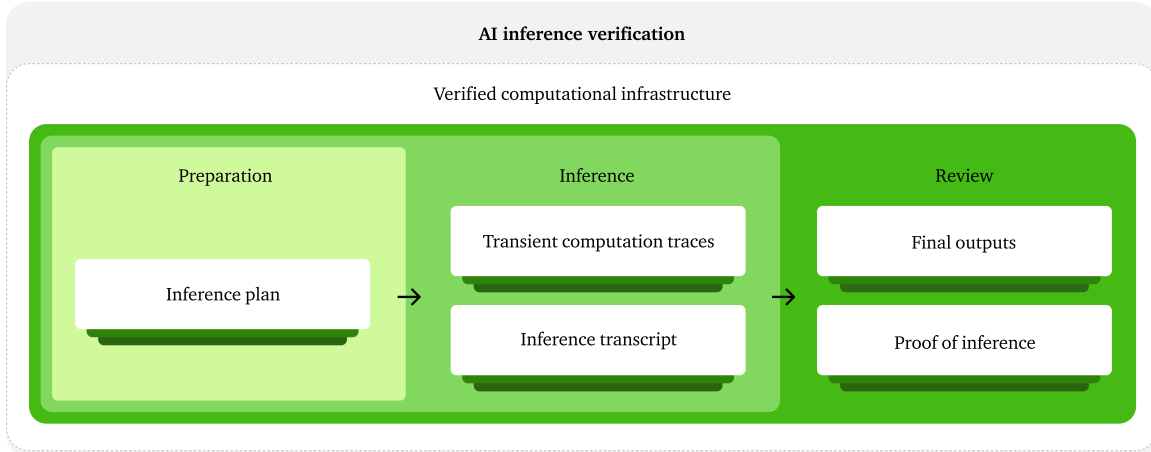 AI inference verification
Verified computational infrastructure
Preparation
Inference plan
Inference
Transient computation traces
Inference transcript
Review
Final outputs
Proof of inference